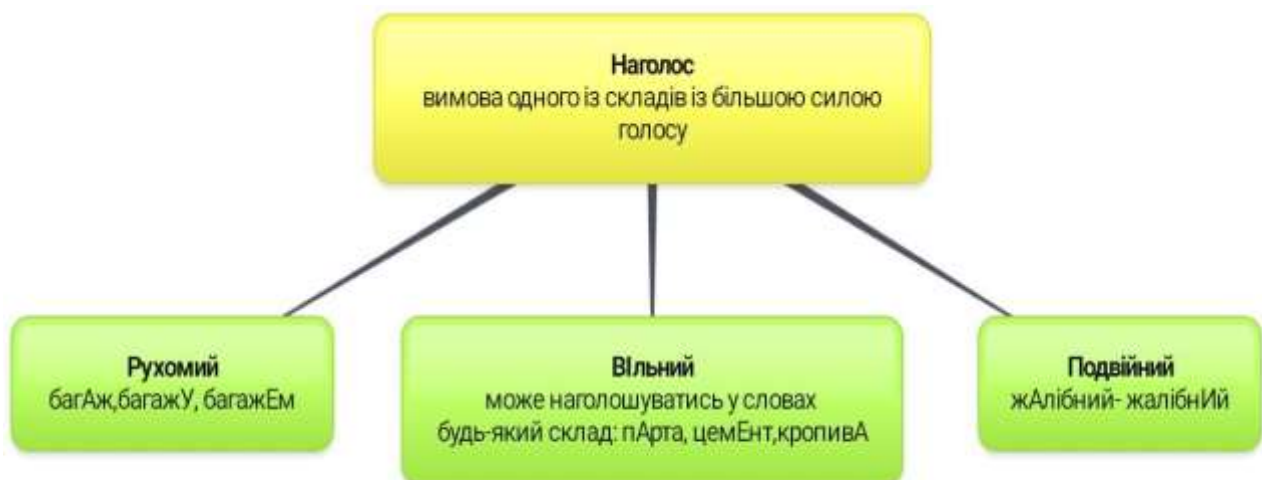 Наголос
вимова одного із складів із більшою силою
голосу
Рухомий
багАж,багажУ, багажЕм
ВІльний
може наголошуватись у словах
будь-який склад: пАрта, цемЕнт,кропивА
Подвійний
жАлібний- жалібнИй